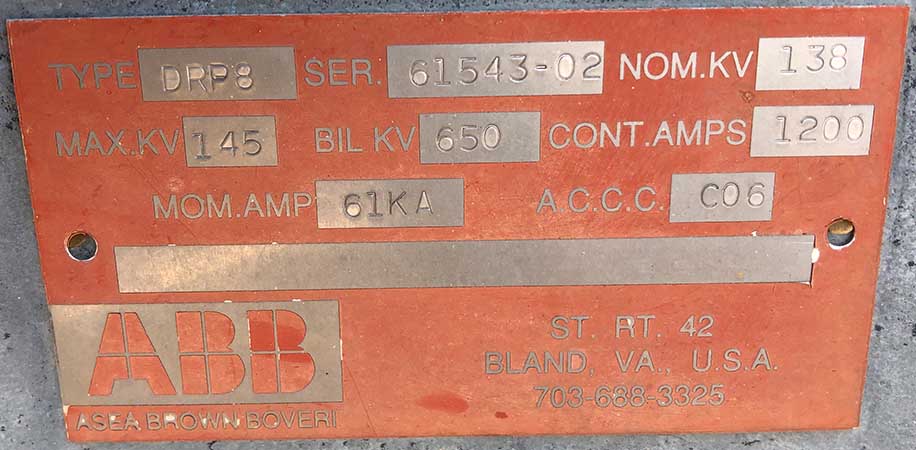 TYPE DRP8 SER. 61543-02 NOM.KV 138
MAX.KV 145 BIL KV 650 CONT.AMPS 1200
MOM.AMP 61KA A.C.C.C. C06
ABB
ASEA BROWN BOVERI
ST. RT. 42
BLAND, VA., U.S.A.
703-688-3325